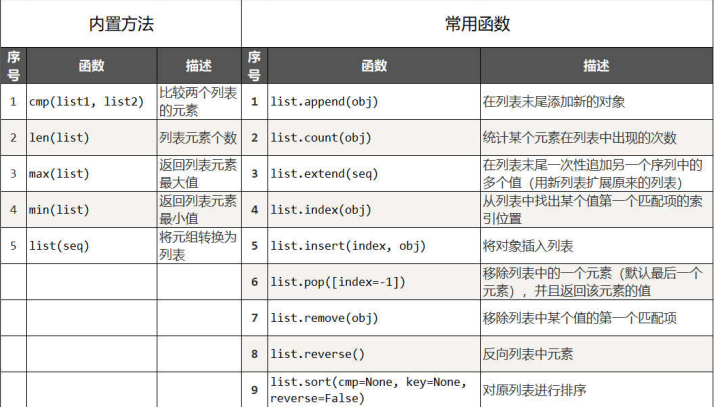 内置方法
常用函数
序号
函数
描述
序号
函数
描述
1
cmp(list1, list2)
比较两个列表
的元素
1
list.append(obj)
在列表末尾添加新的对象
2
len(list)
列表元素个数
2
list.count(obj)
统计某个元素在列表中出现的次数
3
max(list)
返回列表元素
最大值
3
list.extend(seq)
在列表末尾一次性追加另一个序列中的
多个值（用新列表扩展原来的列表）
4
min(list)
返回列表元素
最小值
4
list.index(obj)
从列表中找出某个值第一个匹配项的索
引位置
5
list(seq)
将元组转换为
列表
5
list.insert(index, obj)
将对象插入列表
6
list.pop([index=-1])
移除列表中的一个元素（默认最后一个
元素），并且返回该元素的值
7
list.remove(obj)
移除列表中某个值的第一个匹配项
8
list.reverse()
反向列表中元素
9
list.sort(cmp=None, key=None,
reverse=False)
对原列表进行排序